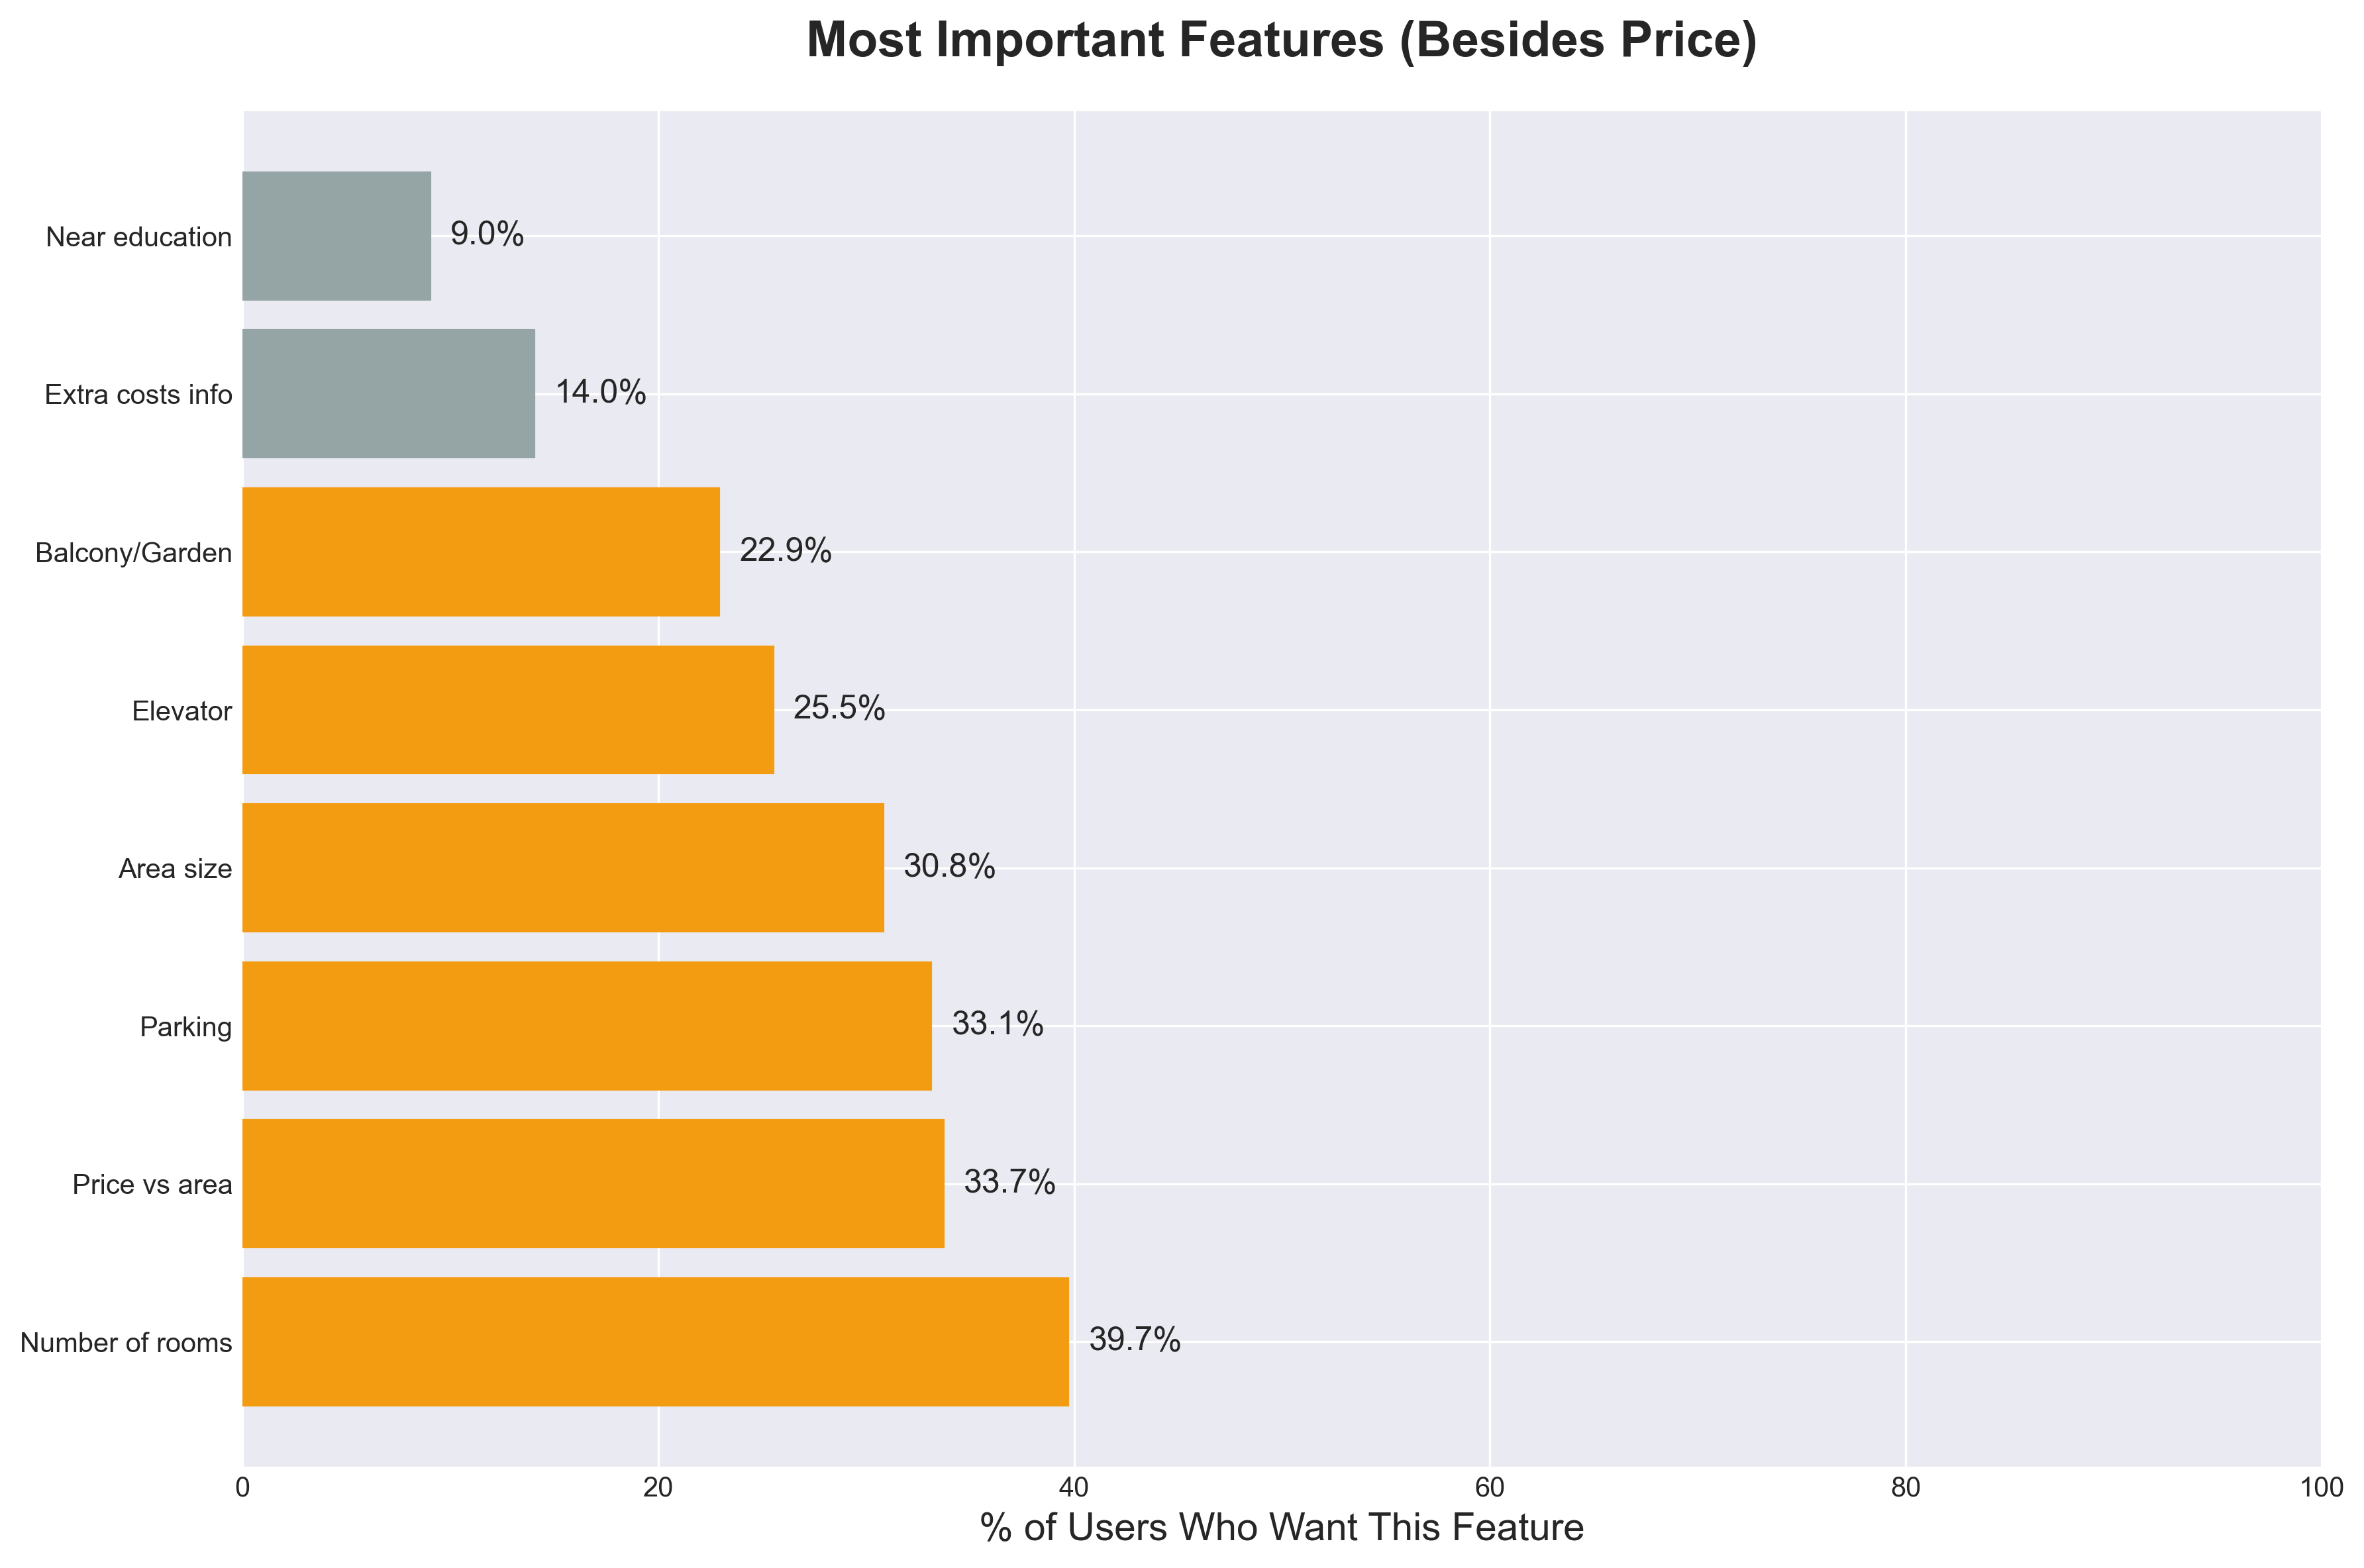 Most Important Features (Besides Price)
Near education
9.0%
Extra costs info
14.0%
Balcony/Garden
22.9%
Elevator
25.5%
Area size
30.8%
Parking
33.1%
Price vs area
33.7%
Number of rooms
39.7%
0 20 40 60 80 100
% of Users Who Want This Feature